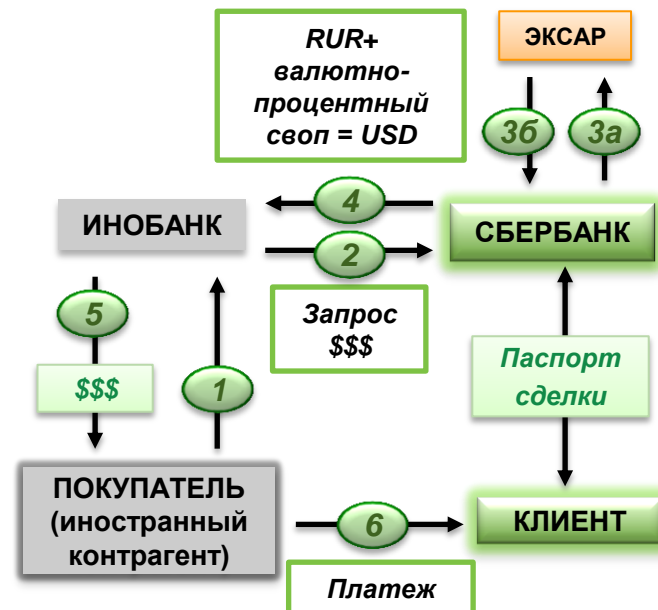 RUR+
валютно-
процентный
своп = USD
ЭКСАР
3б
3а
4
ИНОБАНК
СБЕРБАНК
2
Запрос
$$$
5
$$$
1
Паспорт
сделки
ПОКУПАТЕЛЬ
(иностранный
контрагент)
6
КЛИЕНТ
Платеж